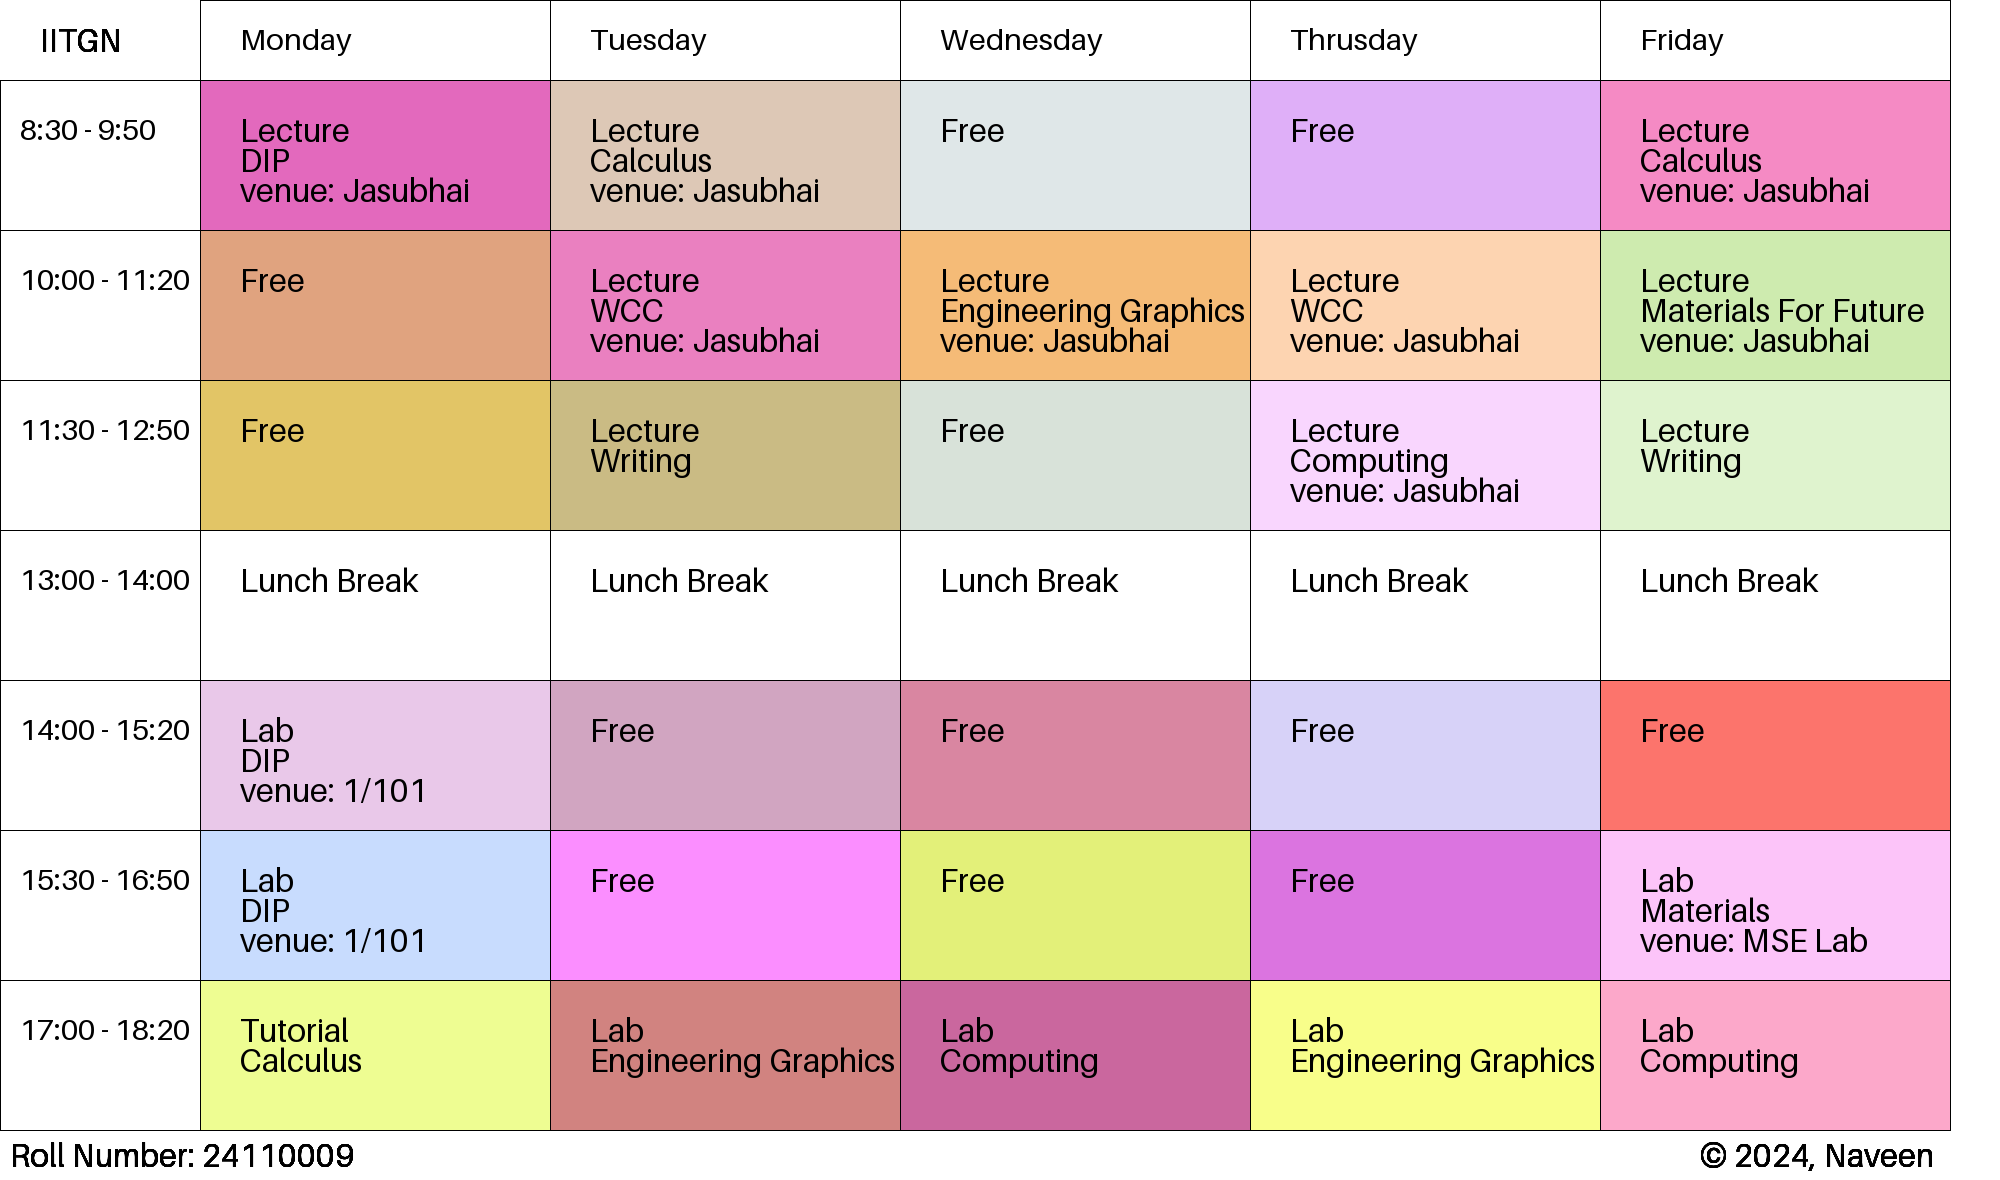 IITGN Monday Tuesday Wednesday Thrusday Friday
8:30 - 9:50
Lecture
DIP
venue: Jasubhai
Lecture
Calculus
venue: Jasubhai
Free
Free
Lecture
Calculus
venue: Jasubhai
10:00 - 11:20
Free
Lecture
WCC
venue: Jasubhai
Lecture
Engineering Graphics
venue: Jasubhai
Lecture
WCC
venue: Jasubhai
Lecture
Materials For Future
venue: Jasubhai
11:30 - 12:50
Free
Lecture
Writing
Free
Lecture
Computing
venue: Jasubhai
Lecture
Writing
13:00 - 14:00
Lunch Break
Lunch Break
Lunch Break
Lunch Break
Lunch Break
14:00 - 15:20
Lab
DIP
venue: 1/101
Free
Free
Free
Free
15:30 - 16:50
Lab
DIP
venue: 1/101
Free
Free
Free
Lab
Materials
venue: MSE Lab
17:00 - 18:20
Tutorial
Calculus
Lab
Engineering Graphics
Lab
Computing
Lab
Engineering Graphics
Lab
Computing
Roll Number: 24110009
© 2024, Naveen